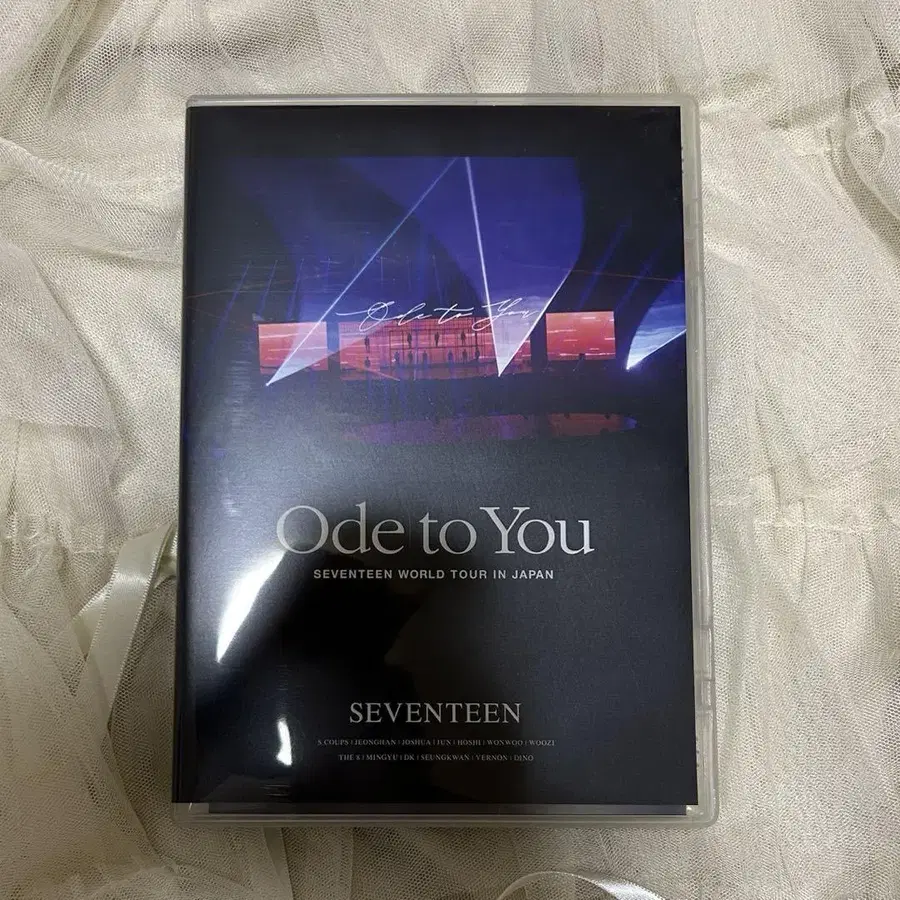 Ode to You
Ode to You
SEVENTEEN WORLD TOUR IN JAPAN
SEVENTEEN
S.COUPS | JEONGHAN | JOSHUA | JUN | HOSHI | WONWOO | WOOZI
THE 8 | MINGYU | DK | SEUNGKWAN | VERNON | DINO